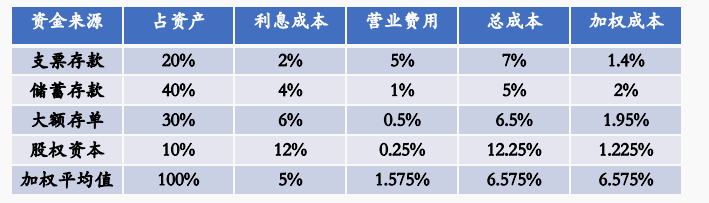 资金来源 占资产 利息成本 营业费用 总成本 加权成本
支票存款 20% 2% 5% 7% 1.4%
储蓄存款 40% 4% 1% 5% 2%
大额存单 30% 6% 0.5% 6.5% 1.95%
股权资本 10% 12% 0.25% 12.25% 1.225%
加权平均值 100% 5% 1.575% 6.575% 6.575%